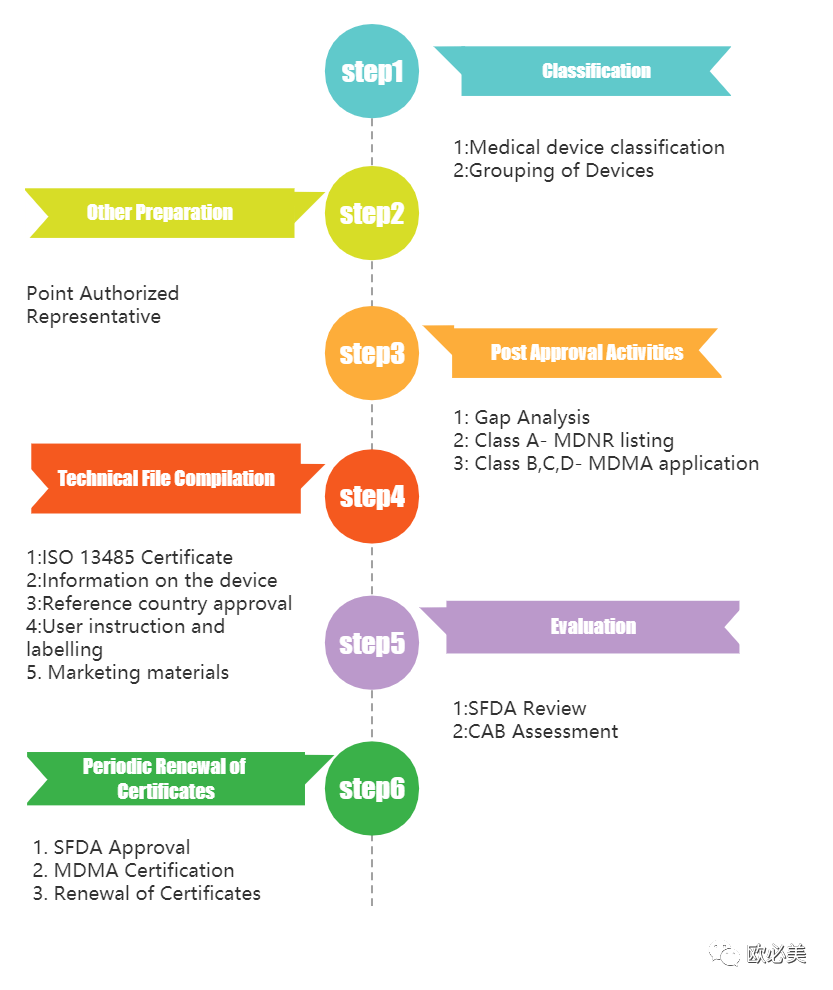 step1
Classification
1:Medical device classification
2:Grouping of Devices
Other Preparation
step2
Point Authorized
Representative
step3
Post Approval Activities
1: Gap Analysis
2: Class A- MDNR listing
3: Class B,C,D- MDMA application
Technical File Compilation
step4
1:ISO 13485 Certificate
2:Information on the device
3:Reference country approval
4:User instruction and
labelling
5. Marketing materials
step5
Evaluation
1:SFDA Review
2:CAB Assessment
Periodic Renewal of
Certificates
step6
1. SFDA Approval
2. MDMA Certification
3. Renewal of Certificates
欧必美